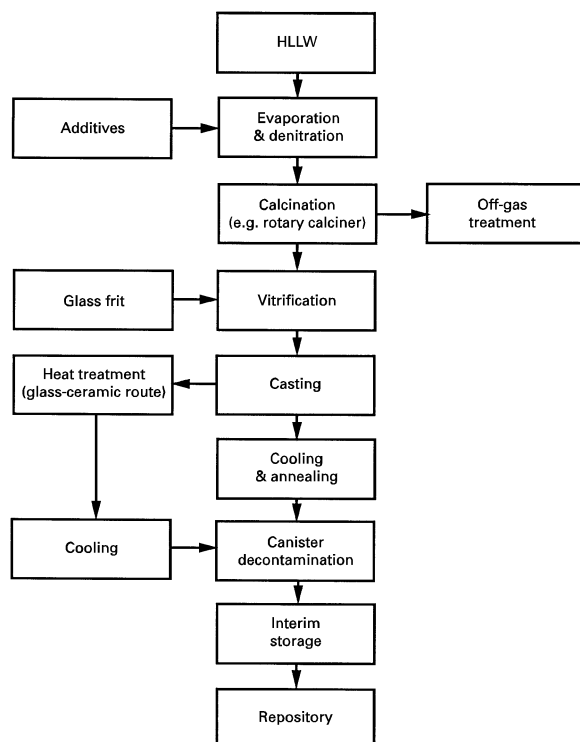 HLLW
Additives
Evaporation
& denitration
Calcination
(e.g. rotary calciner)
Off-gas
treatment
Glass frit
Vitrification
Heat treatment
(glass-ceramic route)
Casting
Cooling
& annealing
Cooling
Canister
decontamination
Interim
storage
Repository